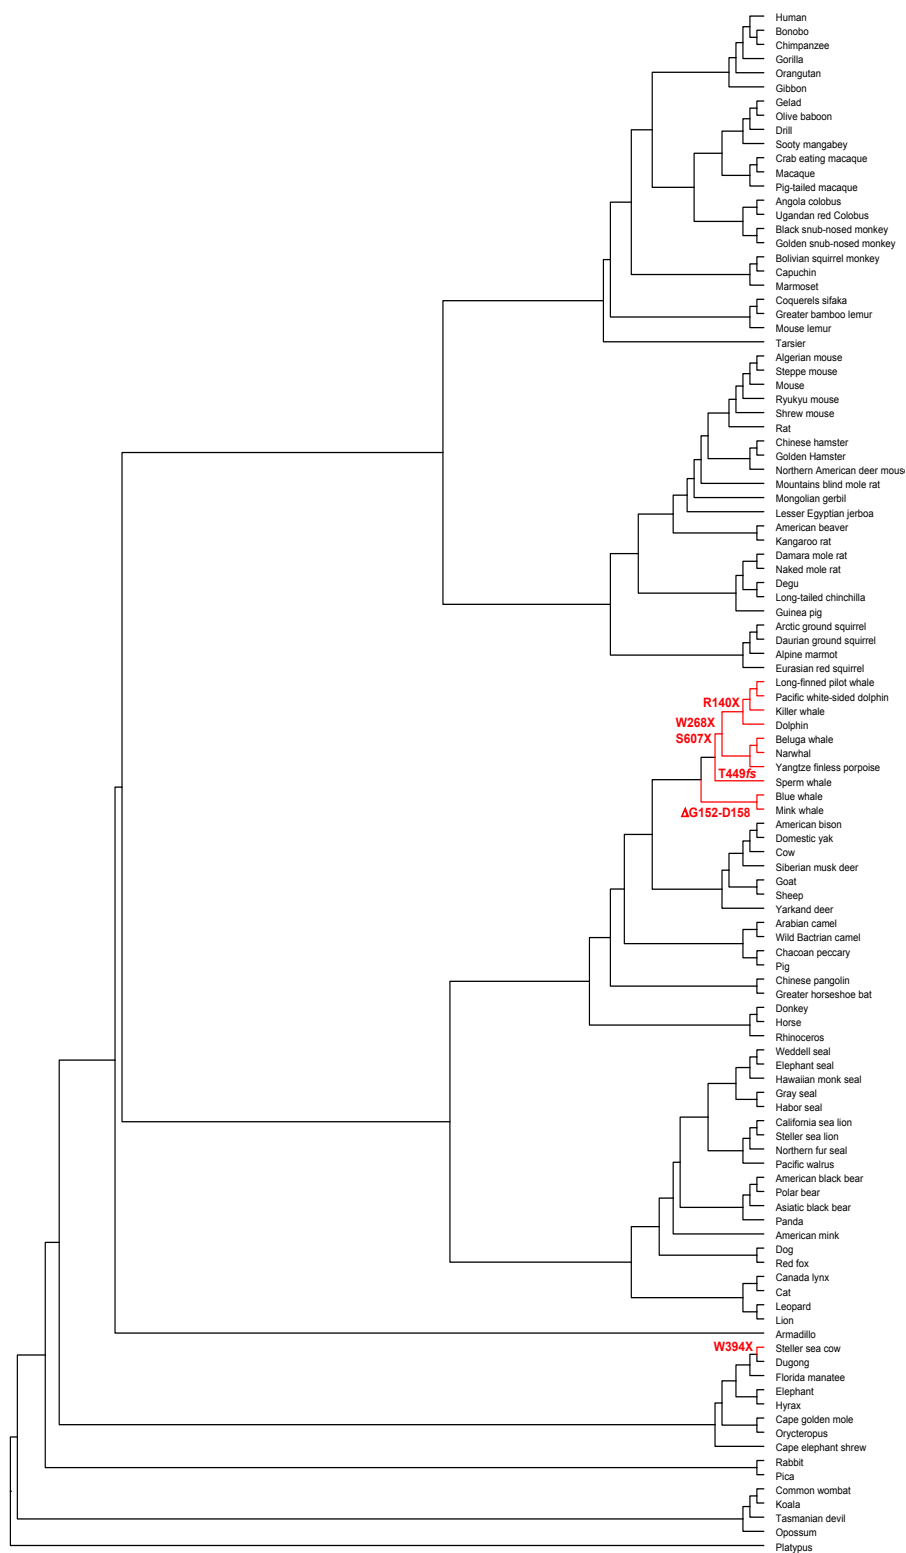 Human
Bonobo
Chimpanzee
Gorilla
Orangutan
Gibbon
Gelad
Olive baboon
Drill
Sooty mangabey
Crab eating macaque
Macaque
Pig-tailed macaque
Angola colobus
Ugandan red Colobus
Black snub-nosed monkey
Golden snub-nosed monkey
Bolivian squirrel monkey
Capuchin
Marmoset
Coquerels sifaka
Greater bamboo lemur
Mouse lemur
Tarsier
Algerian mouse
Steppe mouse
Mouse
Ryukyu mouse
Shrew mouse
Rat
Chinese hamster
Golden Hamster
Northern American deer mouse
Mountains blind mole rat
Mongolian gerbil
Lesser Egyptian jerboa
American beaver
Kangaroo rat
Damara mole rat
Naked mole rat
Degu
Long-tailed chinchilla
Guinea pig
Arctic ground squirrel
Daurian ground squirrel
Alpine marmot
Eurasian red squirrel
Long-finned pilot whale
Pacific white-sided dolphin
R140X
Killer whale
W268X
Dolphin
S607X
Beluga whale
Narwhal
Yangtze finless porpoise
T449fs
Sperm whale
Blue whale
ΔG152-D158
Mink whale
American bison
Domestic yak
Cow
Siberian musk deer
Goat
Sheep
Yarkand deer
Arabian camel
Wild Bactrian camel
Chacoan peccary
Pig
Chinese pangolin
Greater horseshoe bat
Donkey
Horse
Rhinoceros
Weddell seal
Elephant seal
Hawaiian monk seal
Gray seal
Habor seal
California sea lion
Steller sea lion
Northern fur seal
Pacific walrus
American black bear
Polar bear
Asiatic black bear
Panda
American mink
Dog
Red fox
Canada lynx
Cat
Leopard
Lion
Armadillo
W394X
Steller sea cow
Dugong
Florida manatee
Elephant
Hyrax
Cape golden mole
Orycteropus
Cape elephant shrew
Rabbit
Pica
Common wombat
Koala
Tasmanian devil
Opossum
Platypus